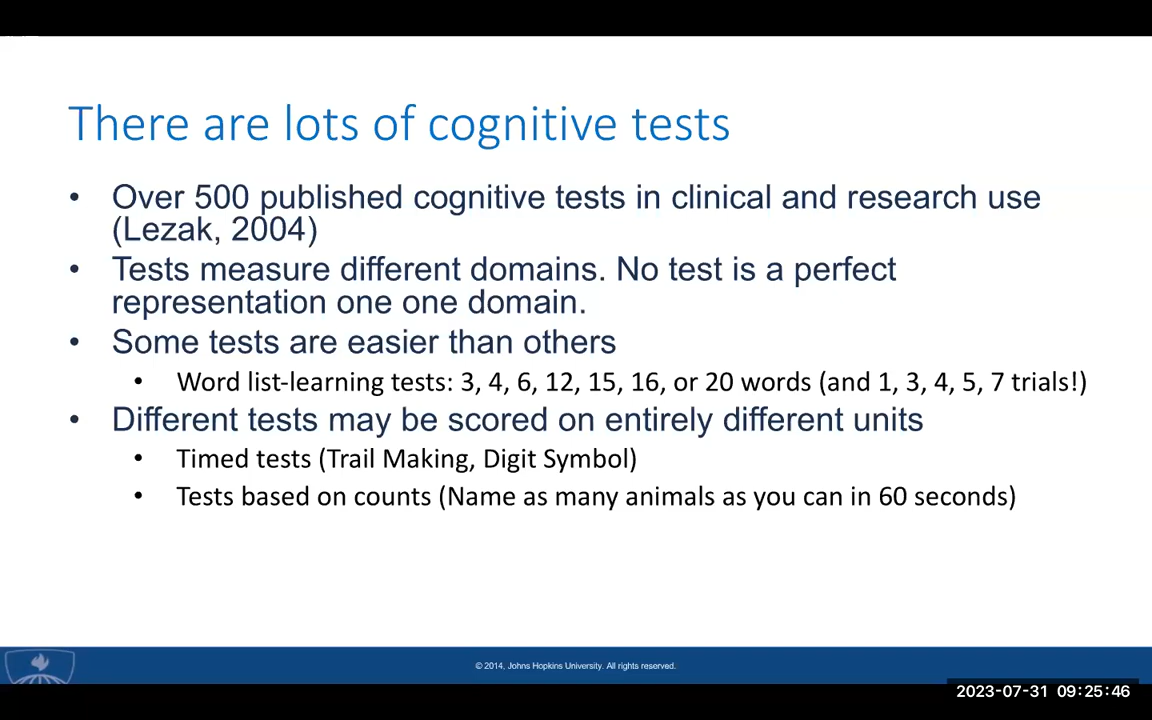 There are lots of cognitive tests
• Over 500 published cognitive tests in clinical and research use
(Lezak, 2004)
• Tests measure different domains. No test is a perfect
representation one one domain.
• Some tests are easier than others
• Word list-learning tests: 3, 4, 6, 12, 15, 16, or 20 words (and 1, 3, 4, 5, 7 trials!)
• Different tests may be scored on entirely different units
• Timed tests (Trail Making, Digit Symbol)
• Tests based on counts (Name as many animals as you can in 60 seconds)
© 2014, Johns Hopkins University. All rights reserved.
2023-07-31 09:25:46